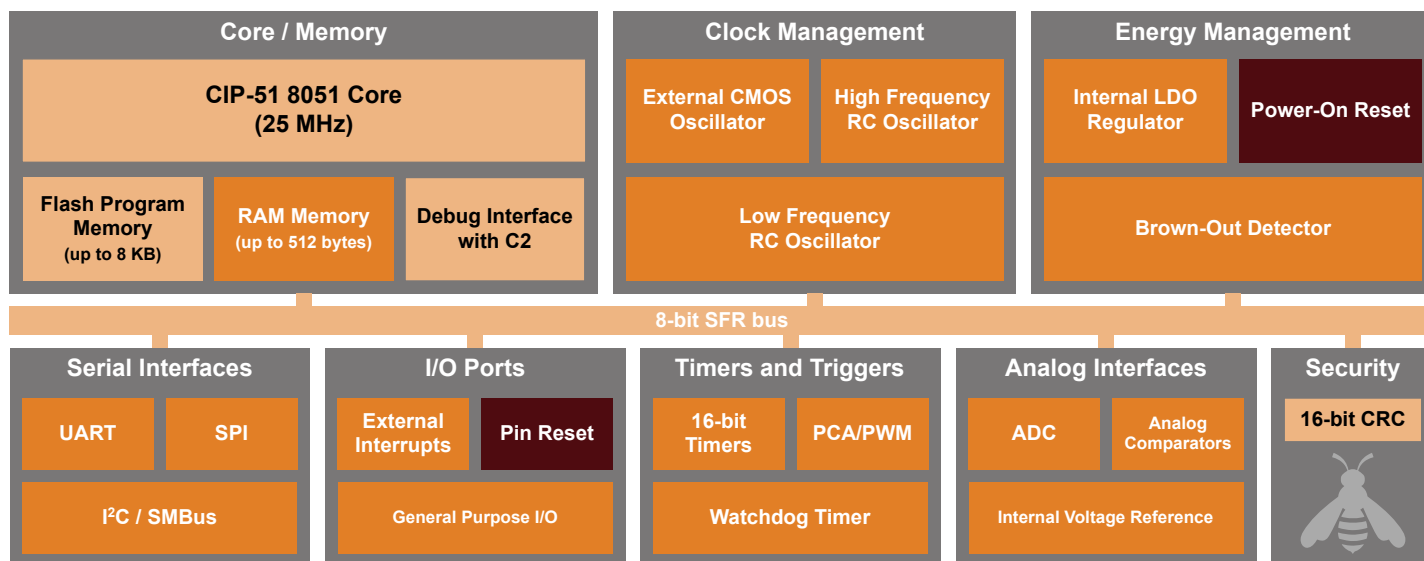 Core / Memory
CIP-51 8051 Core
(25 MHz)
Flash Program
Memory
(up to 8 KB)
RAM Memory
(up to 512 bytes)
Debug Interface
with C2
Clock Management
External CMOS
Oscillator
High Frequency
RC Oscillator
Low Frequency
RC Oscillator
Energy Management
Internal LDO
Regulator
Power-On Reset
Brown-Out Detector
8-bit SFR bus
Serial Interfaces
UART
SPI
I²C / SMBus
I/O Ports
External
Interrupts
Pin Reset
General Purpose I/O
Timers and Triggers
16-bit
Timers
PCA/PWM
Watchdog Timer
Analog Interfaces
ADC
Analog
Comparators
Internal Voltage Reference
Security
16-bit CRC